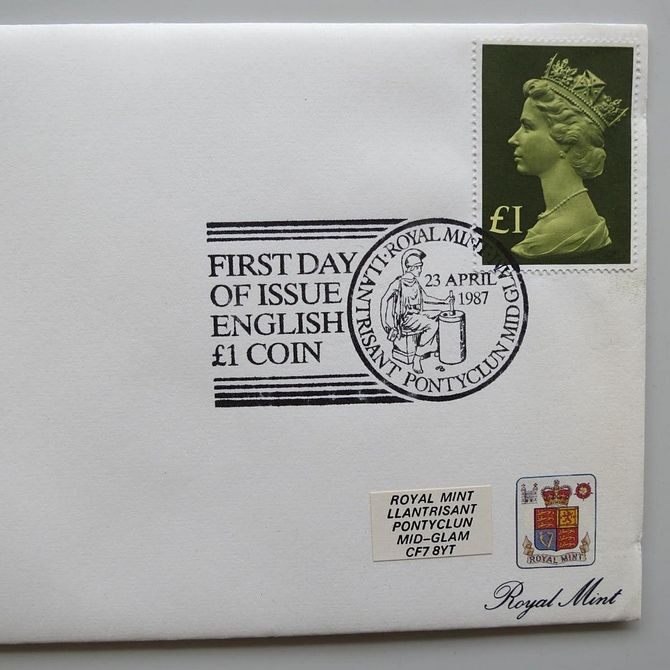 £1
FIRST DAY
OF ISSUE
ENGLISH
£1 COIN
·ROYAL MINT
LLANTRISANT PONTYCLUN MID GLAM
23 APRIL
1987
ROYAL MINT
LLANTRISANT
PONTYCLUN
MID-GLAM
CF7 8YT
ROYAL MINT
Royal Mint